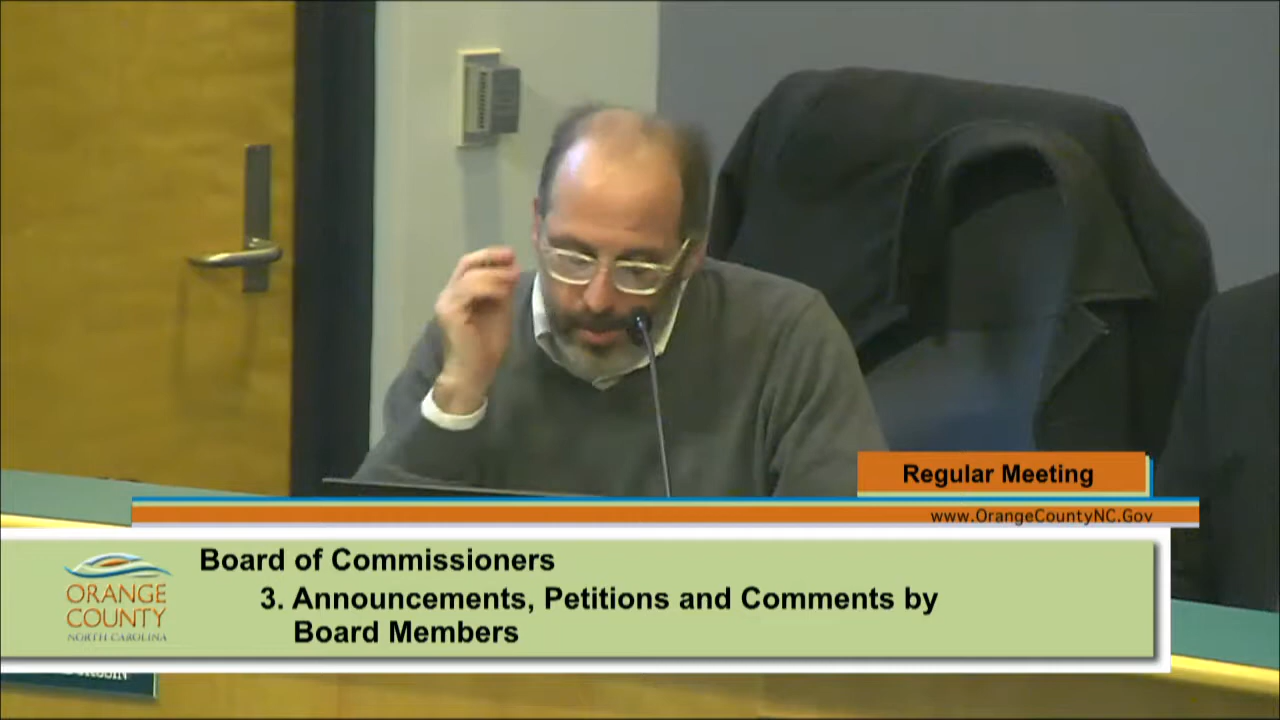 Regular Meeting
www.OrangeCountyNC.Gov
Board of Commissioners
3. Announcements, Petitions and Comments by
Board Members
ORANGE
COUNTY
NORTH CAROLINA